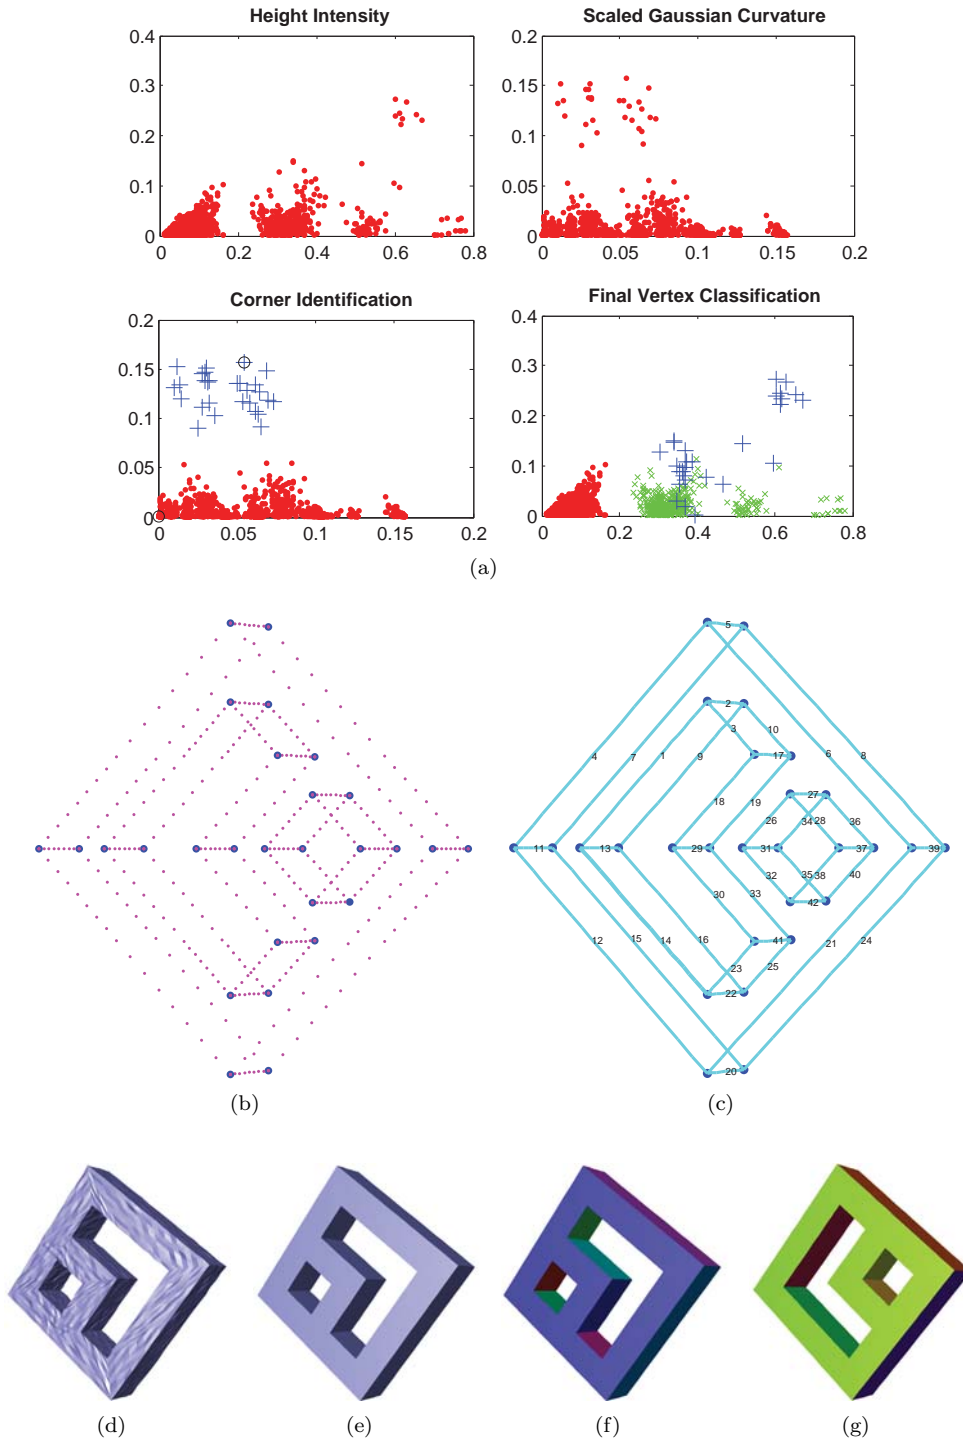 Height Intensity
Scaled Gaussian Curvature
0.4
0.3
0.2
0.1
0
0 0.2 0.4 0.6 0.8
0.2
0.15
0.1
0.05
0
0 0.05 0.1 0.15 0.2
Corner Identification
Final Vertex Classification
0.2
0.15
0.1
0.05
0
0 0.05 0.1 0.15 0.2
0.4
0.3
0.2
0.1
0
0 0.2 0.4 0.6 0.8
(a)
5
2
3 10
17
4 7 1 9 6 8
18 19
27
26 34 28 36
11 13 29 31 37 39
32 35 38 40
30 33
42
12 15 14 16 41 21 24
23 25
22
20
(b)
(c)
(d)
(e)
(f)
(g)